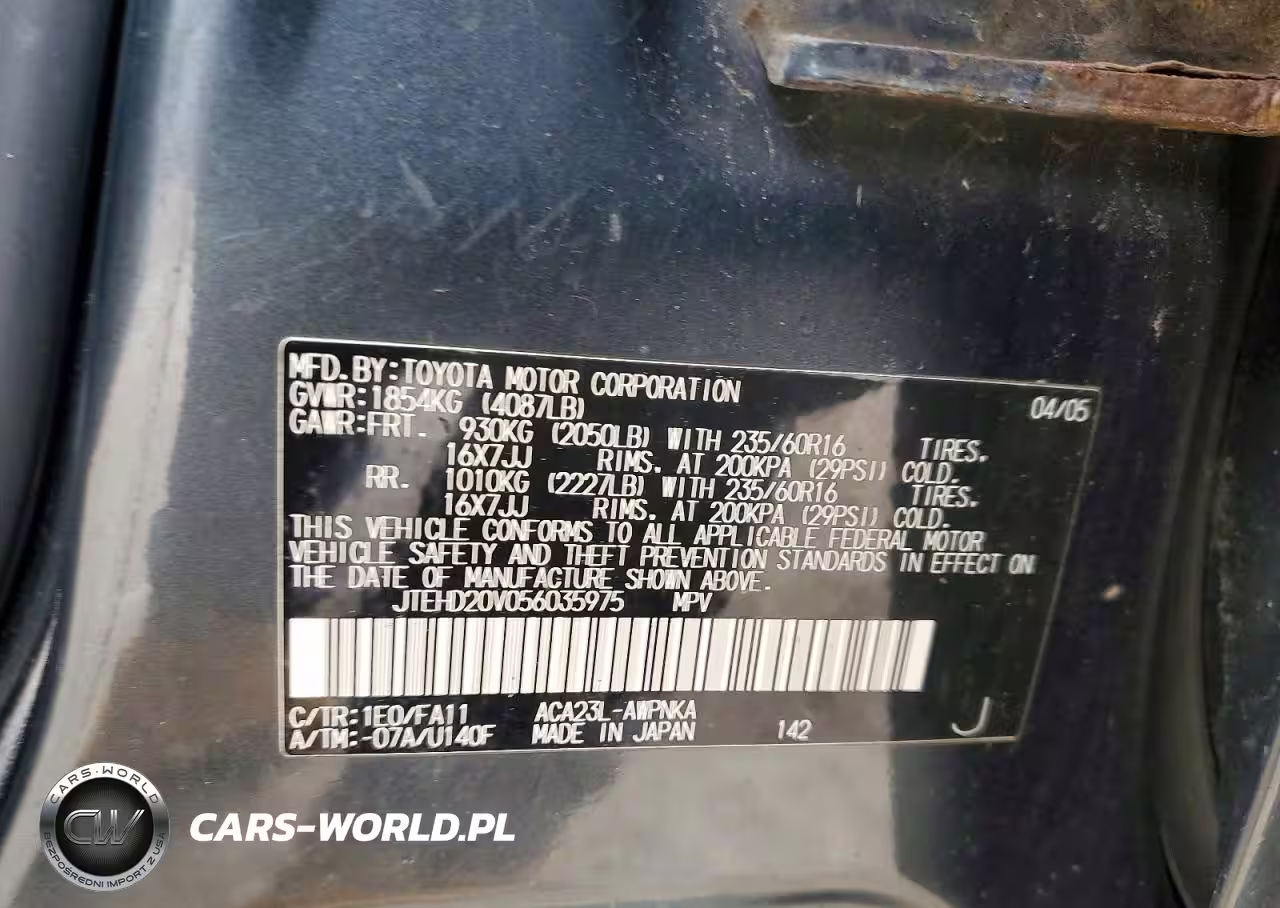 MFD. BY:TOYOTA MOTOR CORPORATION 04/05
GVWR:1854KG (4087LB)
GAWR:FRT. 930KG (2050LB) WITH 235/60R16 TIRES.
16X7JJ RIMS. AT 200KPA (29PSI) COLD.
RR. 1010KG (2227LB) WITH 235/60R16 TIRES.
16X7JJ RIMS. AT 200KPA (29PSI) COLD.
THIS VEHICLE CONFORMS TO ALL APPLICABLE FEDERAL MOTOR
VEHICLE SAFETY AND THEFT PREVENTION STANDARDS IN EFFECT ON
THE DATE OF MANUFACTURE SHOWN ABOVE.
JTEHD20V056035975 MPV
C/TR:1E0/FA11 ACA23L-AWPNKA
A/TM:-07A/U140F MADE IN JAPAN 142 J
CARS-WORLD
CW
BEZPOŚREDNI IMPORT Z USA
CARS-WORLD.PL